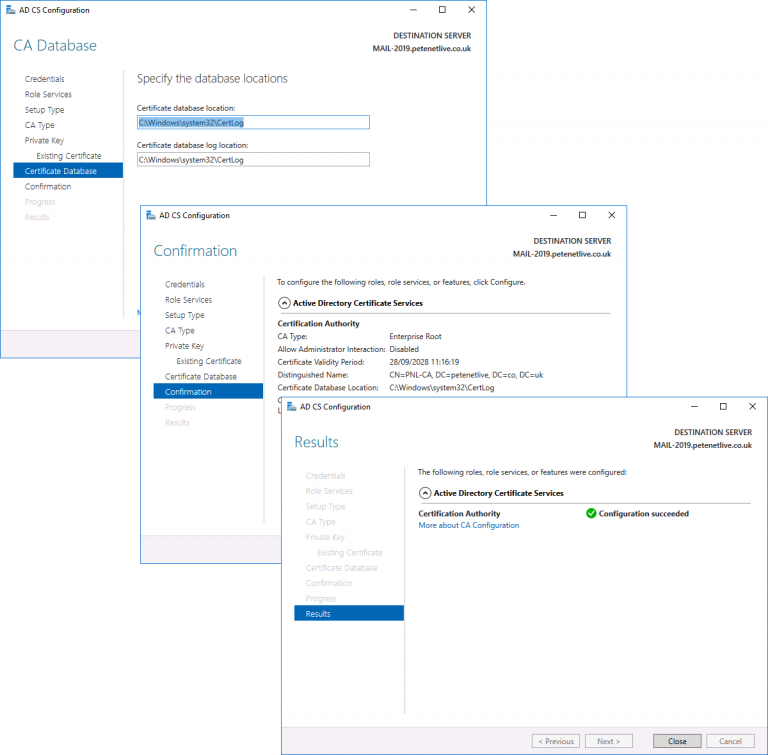 AD CS Configuration
CA Database
DESTINATION SERVER
MAIL-2019.petenetlive.co.uk
Credentials
Role Services
Setup Type
CA Type
Private Key
Existing Certificate
Certificate Database
Confirmation
Progress
Results
Specify the database locations
Certificate database location:
C:\Windows\system32\CertLog
Certificate database log location:
C:\Windows\system32\CertLog
AD CS Configuration
Confirmation
DESTINATION SERVER
MAIL-2019.petenetlive.co.uk
Credentials
Role Services
Setup Type
CA Type
Private Key
Existing Certificate
Certificate Database
Confirmation
Progress
Results
To configure the following roles, role services, or features, click Configure.
Active Directory Certificate Services
Certification Authority
CA Type: Enterprise Root
Allow Administrator Interaction: Disabled
Certificate Validity Period: 28/09/2028 11:16:19
Distinguished Name: CN=PNL-CA, DC=petenetlive, DC=co, DC=uk
Certificate Database Location: C:\Windows\system32\CertLog
AD CS Configuration
Results
DESTINATION SERVER
MAIL-2019.petenetlive.co.uk
Credentials
Role Services
Setup Type
CA Type
Private Key
Existing Certificate
Certificate Database
Confirmation
Progress
Results
The following roles, role services, or features were configured:
Active Directory Certificate Services
Certification Authority Configuration succeeded
More about CA Configuration
< Previous Next > Close Cancel